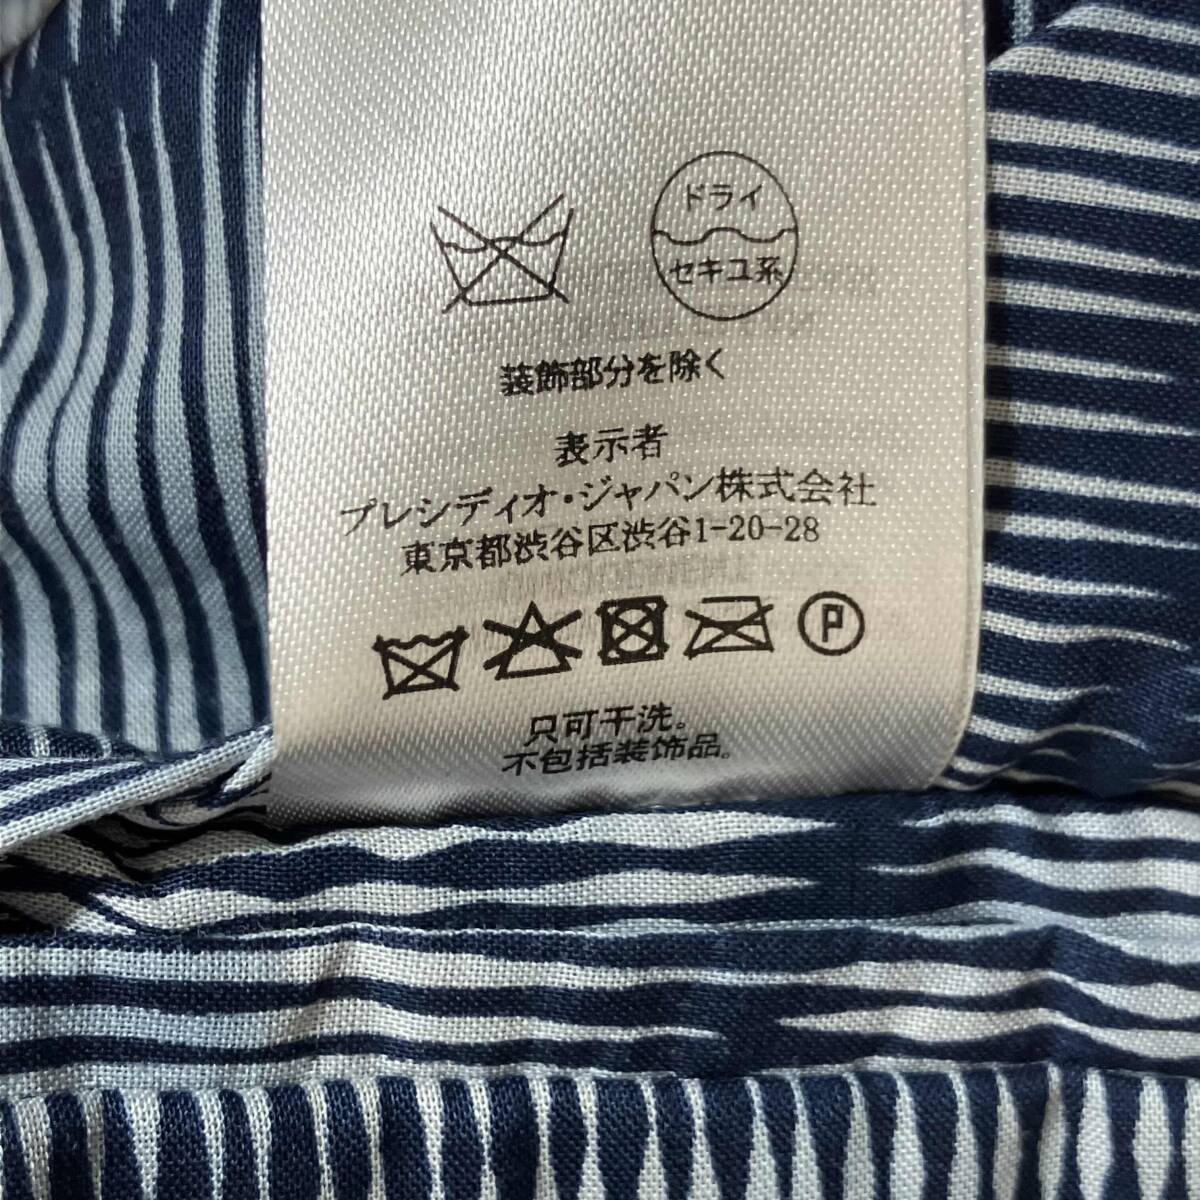 ドライ
セキユ系
装飾部分を除く
表示者
プレシディオ・ジャパン株式会社
東京都渋谷区渋谷1-20-28
P
只可干洗。
不包括装饰品。